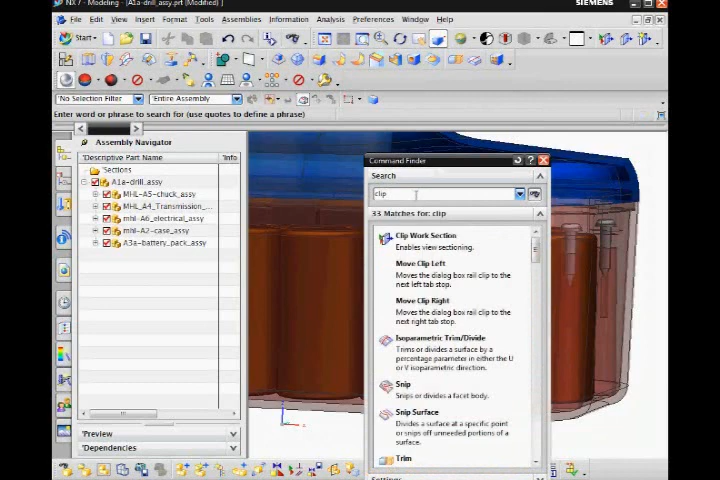 NX 7 - Modeling - [A1a-drill_assy.prt (Modified) ]
SIEMENS
File Edit View Insert Format Tools Assemblies Information Analysis Preferences Window Help
Start
No Selection Filter
Entire Assembly
Enter word or phrase to search for (use quotes to define a phrase)
Assembly Navigator
Descriptive Part Name
Info
Sections
A1a-drill_assy
MHL-A5-chuck_assy
MHL_A4_Transmission_...
mhl-A6_electrical_assy
mhl-A2-case_assy
A3a-battery_pack_assy
Preview
Dependencies
Command Finder
Search
clip
33 Matches for: clip
Clip Work Section
Enables view sectioning.
Move Clip Left
Moves the dialog box rail clip to the
next left tab stop.
Move Clip Right
Moves the dialog box rail clip to the
next right tab stop.
Isoparametric Trim/Divide
Trims or divides a surface by a
percentage parameter in either the U
or V isoparametric direction.
Snip
Snips or divides a facet body.
Snip Surface
Divides a surface at a specific point
or snips off unneeded portions of a
surface.
Trim
Settings